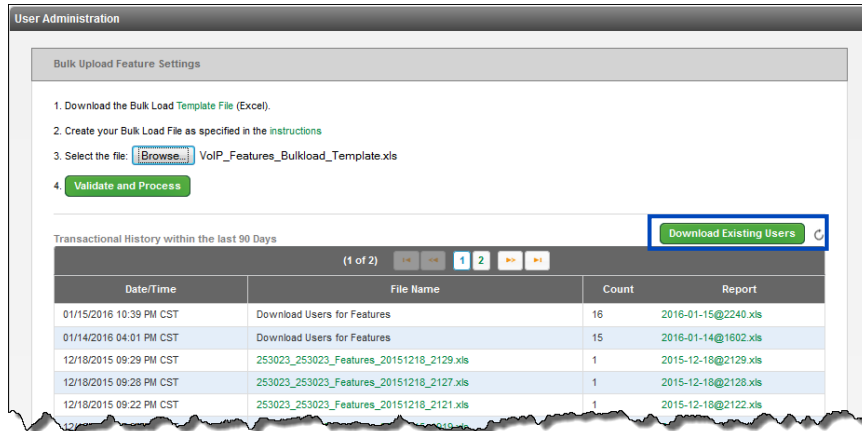 User Administration
Bulk Upload Feature Settings
1. Download the Bulk Load Template File (Excel).
2. Create your Bulk Load File as specified in the instructions
3. Select the file: Browse... VoIP_Features_Bulkload_Template.xls
4. Validate and Process
Download Existing Users
Transactional History within the last 90 Days
(1 of 2) 1 2
Date/Time File Name Count Report
01/15/2016 10:39 PM CST Download Users for Features 16 2016-01-15@2240.xls
01/14/2016 04:01 PM CST Download Users for Features 15 2016-01-14@1602.xls
12/18/2015 09:29 PM CST 253023_253023_Features_20151218_2129.xls 1 2015-12-18@2129.xls
12/18/2015 09:28 PM CST 253023_253023_Features_20151218_2127.xls 1 2015-12-18@2128.xls
12/18/2015 09:22 PM CST 253023_253023_Features_20151218_2121.xls 1 2015-12-18@2122.xls